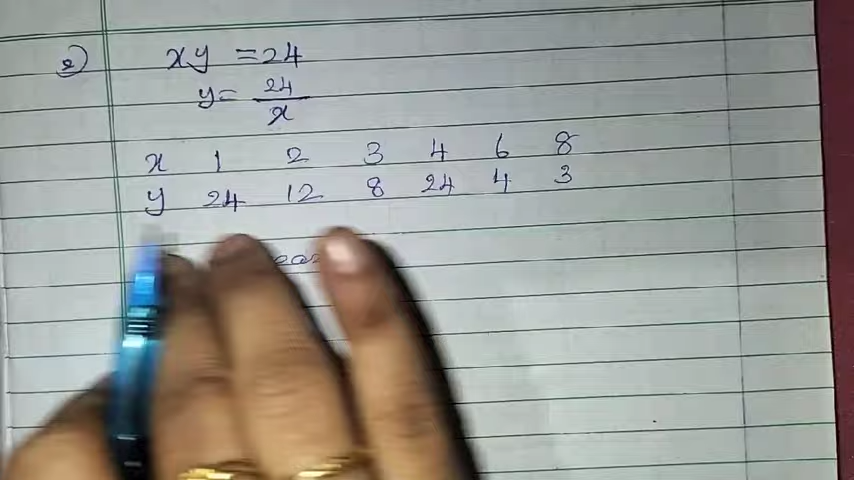 2) xy = 24
y = 24/x
x 1 2 3 4 6 8
y 24 12 8 24 4 3